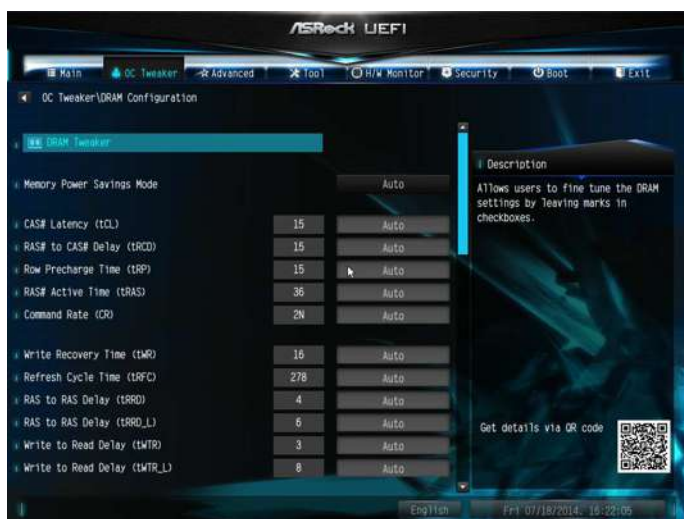 ASRock UEFI
Main OC Tweaker Advanced Tool H/W Monitor Security Boot Exit
OC Tweaker\DRAM Configuration
DRAM Tweaker
Description
Allows users to fine tune the DRAM
settings by leaving marks in
checkboxes.
Memory Power Savings Mode Auto
CAS# Latency (tCL) 15 Auto
RAS# to CAS# Delay (tRCD) 15 Auto
Row Precharge Time (tRP) 15 Auto
RAS# Active Time (tRAS) 36 Auto
Command Rate (CR) 2N Auto
Write Recovery Time (tWR) 16 Auto
Refresh Cycle Time (tRFC) 278 Auto
RAS to RAS Delay (tRRD) 4 Auto
RAS to RAS Delay (tRRD_L) 6 Auto
Write to Read Delay (tWTR) 3 Auto
Write to Read Delay (tWTR_L) 8 Auto
Get details via QR code
English Fri 07/18/2014. 16:22:05